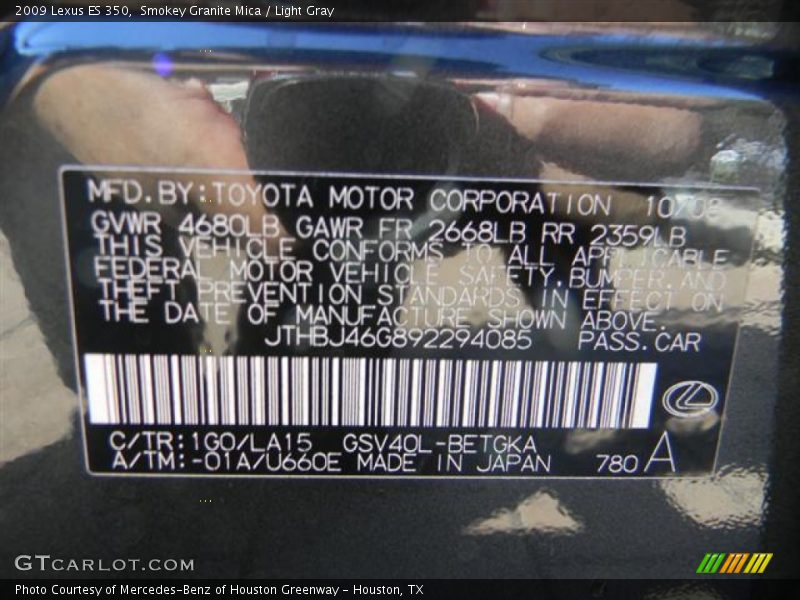 2009 Lexus ES 350, Smokey Granite Mica / Light Gray
MFD.BY:TOYOTA MOTOR CORPORATION 10/08
GVWR 4680LB GAWR FR 2668LB RR 2359LB
THIS VEHICLE CONFORMS TO ALL APPLICABLE
FEDERAL MOTOR VEHICLE SAFETY,BUMPER,AND
THEFT PREVENTION STANDARDS IN EFFECT ON
THE DATE OF MANUFACTURE SHOWN ABOVE.
JTHBJ46G892294085 PASS.CAR
C/TR:1G0/LA15 GSV40L-BETGKA
A/TM:-01A/U660E MADE IN JAPAN 780 A
GTCARLOT.COM
Photo Courtesy of Mercedes-Benz of Houston Greenway - Houston, TX